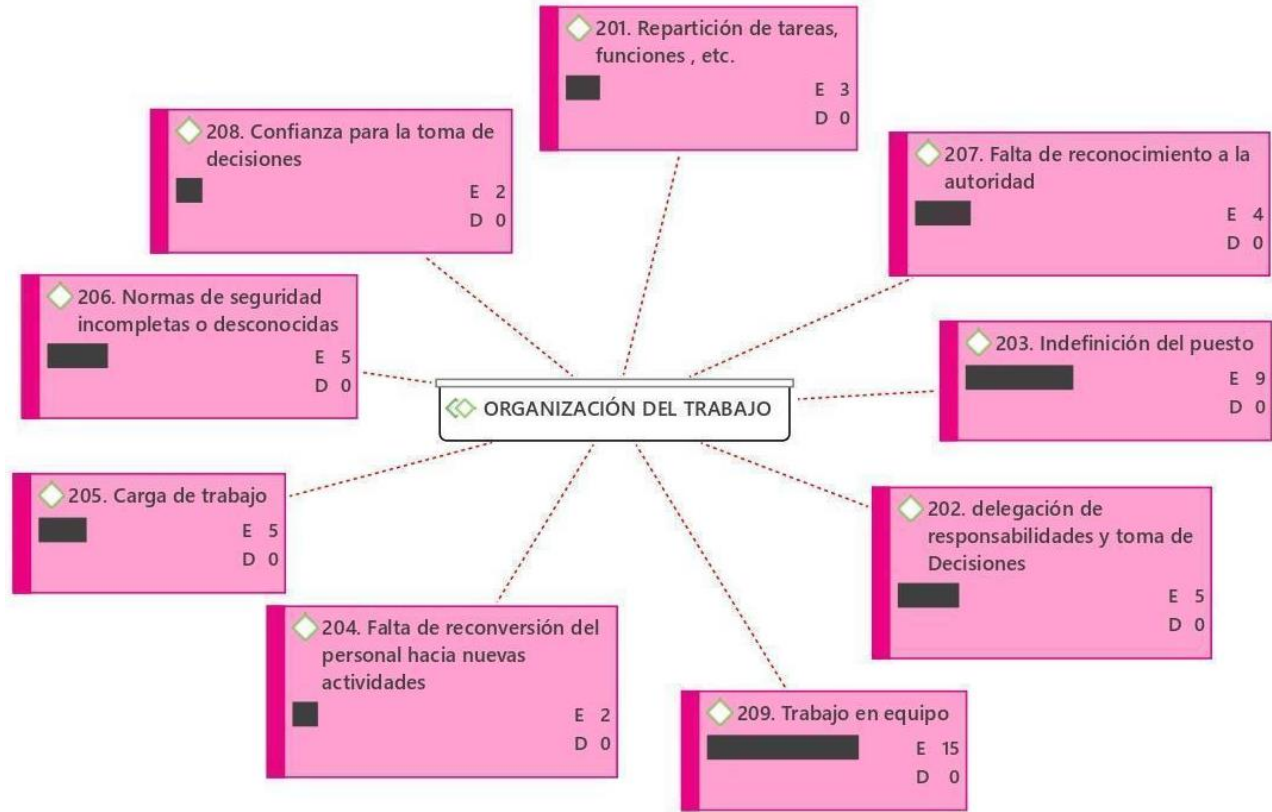 201. Repartición de tareas,
funciones , etc.
E 3
D 0
208. Confianza para la toma de
decisiones
E 2
D 0
207. Falta de reconocimiento a la
autoridad
E 4
D 0
206. Normas de seguridad
incompletas o desconocidas
E 5
D 0
203. Indefinición del puesto
E 9
D 0
ORGANIZACIÓN DEL TRABAJO
205. Carga de trabajo
E 5
D 0
202. delegación de
responsabilidades y toma de
Decisiones
E 5
D 0
204. Falta de reconversión del
personal hacia nuevas
actividades
E 2
D 0
209. Trabajo en equipo
E 15
D 0